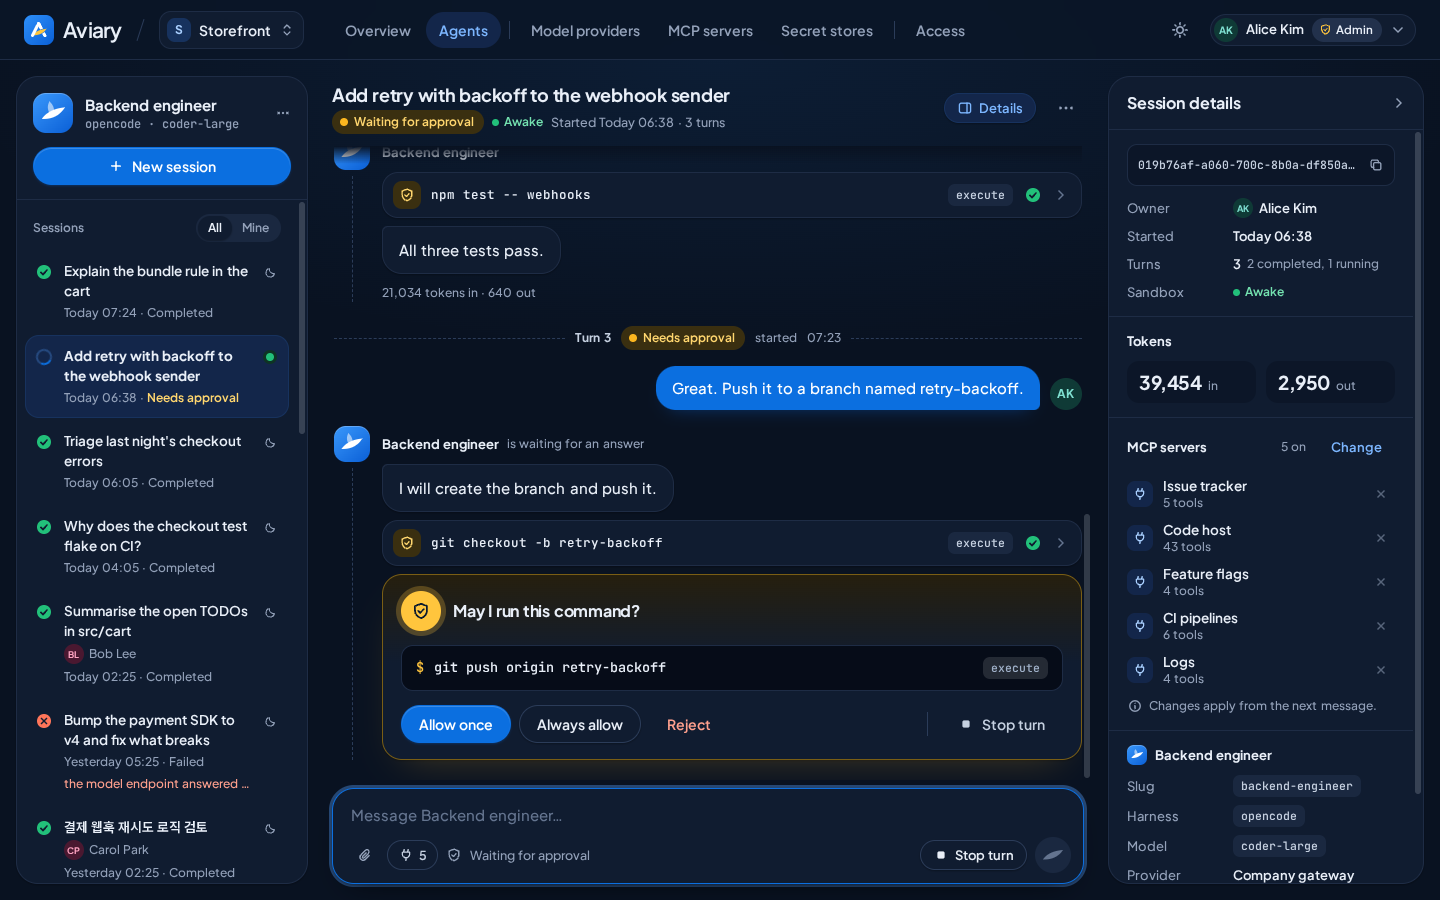 Aviary
/
S Storefront
Overview
Agents
Model providers
MCP servers
Secret stores
Access
AK Alice Kim Admin
Backend engineer
opencode · coder-large
New session
Sessions
All
Mine
Explain the bundle rule in the
cart
Today 07:24 · Completed
Add retry with backoff to
the webhook sender
Today 06:38 · Needs approval
Triage last night's checkout
errors
Today 06:05 · Completed
Why does the checkout test
flake on CI?
Today 04:05 · Completed
Summarise the open TODOs
in src/cart
BL Bob Lee
Today 02:25 · Completed
Bump the payment SDK to
v4 and fix what breaks
Yesterday 05:25 · Failed
the model endpoint answered …
결제 웹훅 재시도 로직 검토
CP Carol Park
Yesterday 02:25 · Completed
Add retry with backoff to the webhook sender
Waiting for approval Awake Started Today 06:38 · 3 turns
Details
Backend engineer
npm test -- webhooks execute
All three tests pass.
21,034 tokens in · 640 out
Turn 3 Needs approval started 07:23
Great. Push it to a branch named retry-backoff.
AK
Backend engineer is waiting for an answer
I will create the branch and push it.
git checkout -b retry-backoff execute
May I run this command?
$ git push origin retry-backoff execute
Allow once
Always allow
Reject
Stop turn
Message Backend engineer…
5 Waiting for approval
Stop turn
Session details
019b76af-a060-700c-8b0a-df850a…
Owner AK Alice Kim
Started Today 06:38
Turns 3 2 completed, 1 running
Sandbox Awake
Tokens
39,454 in
2,950 out
MCP servers 5 on Change
Issue tracker
5 tools
Code host
43 tools
Feature flags
4 tools
CI pipelines
6 tools
Logs
4 tools
Changes apply from the next message.
Backend engineer
Slug backend-engineer
Harness opencode
Model coder-large
Provider Company gateway